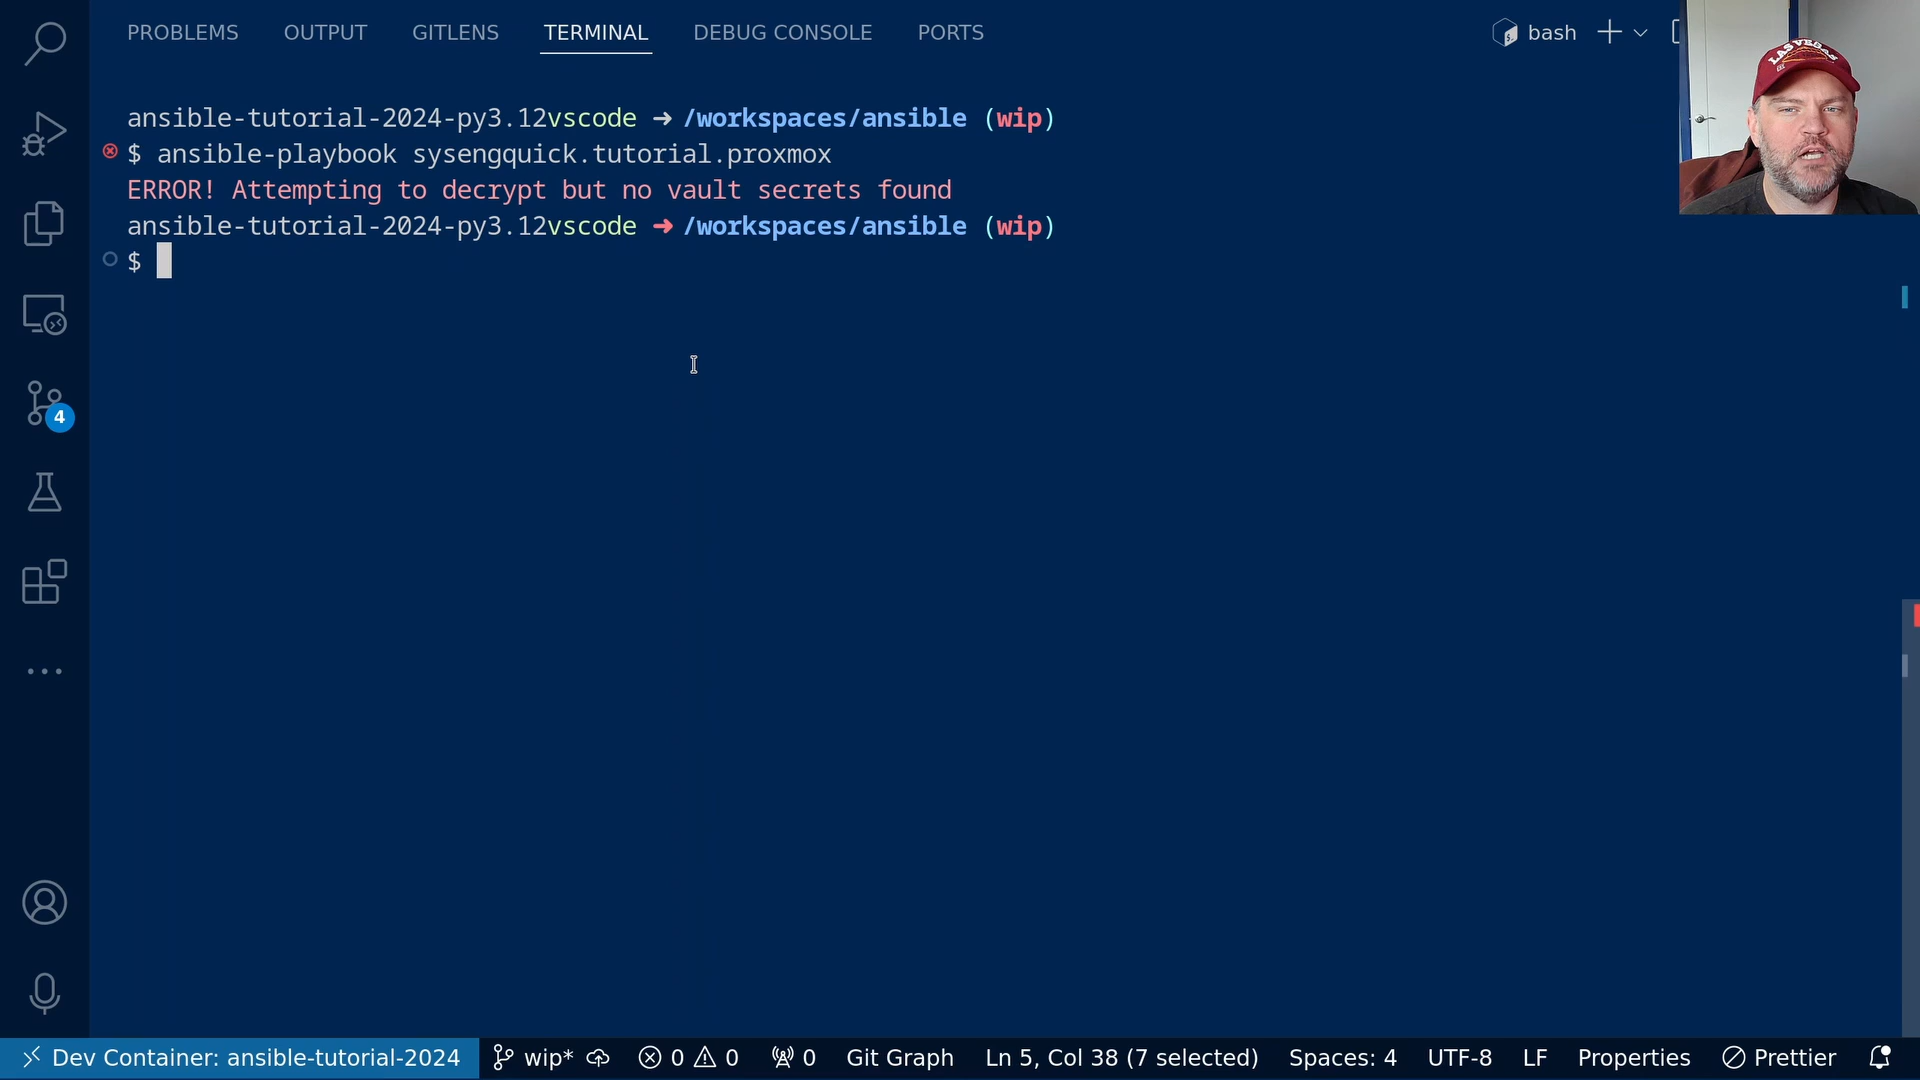 PROBLEMS OUTPUT GITLENS TERMINAL DEBUG CONSOLE PORTS bash
LAS VEGAS
ansible-tutorial-2024-py3.12vscode ➜ /workspaces/ansible (wip)
$ ansible-playbook sysengquick.tutorial.proxmox
ERROR! Attempting to decrypt but no vault secrets found
ansible-tutorial-2024-py3.12vscode ➜ /workspaces/ansible (wip)
$
4
Dev Container: ansible-tutorial-2024 wip* 0 0 0 Git Graph Ln 5, Col 38 (7 selected) Spaces: 4 UTF-8 LF Properties Prettier